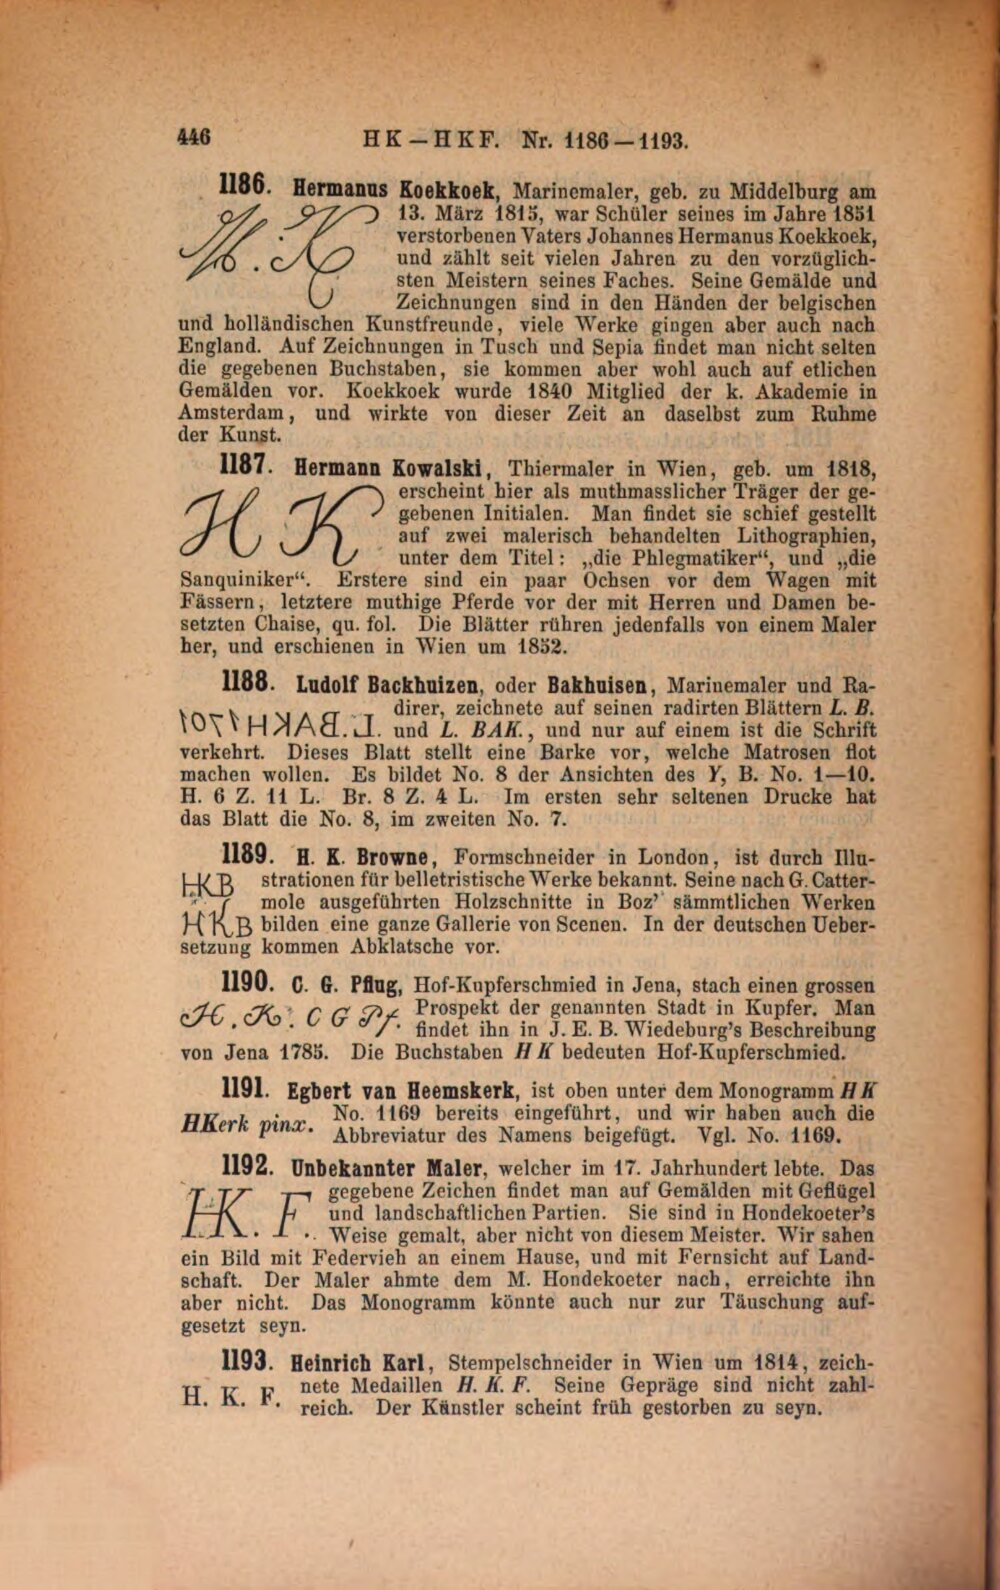 446 HK — HKF. Nr. 1186 — 1193.
1186. Hermanus Koekkoek, Marinemaler, geb. zu Middelburg am
H. K 13. März 1815, war Schüler seines im Jahre 1851
verstorbenen Vaters Johannes Hermanus Koekkoek,
und zählt seit vielen Jahren zu den vorzüglich-
sten Meistern seines Faches. Seine Gemälde und
Zeichnungen sind in den Händen der belgischen
und holländischen Kunstfreunde, viele Werke gingen aber auch nach
England. Auf Zeichnungen in Tusch und Sepia findet man nicht selten
die gegebenen Buchstaben, sie kommen aber wohl auch auf etlichen
Gemälden vor. Koekkoek wurde 1840 Mitglied der k. Akademie in
Amsterdam, und wirkte von dieser Zeit an daselbst zum Ruhme
der Kunst.
1187. Hermann Kowalski, Thiermaler in Wien, geb. um 1818,
H K erscheint hier als muthmasslicher Träger der ge-
gebenen Initialen. Man findet sie schief gestellt
auf zwei malerisch behandelten Lithographien,
unter dem Titel: „die Phlegmatiker“, und „die
Sanquiniker“. Erstere sind ein paar Ochsen vor dem Wagen mit
Fässern, letztere muthige Pferde vor der mit Herren und Damen be-
setzten Chaise, qu. fol. Die Blätter rühren jedenfalls von einem Maler
her, und erschienen in Wien um 1852.
1188. Ludolf Backhuizen, oder Bakhuisen, Marinemaler und Ra-
direr, zeichnete auf seinen radirten Blättern L. B.
und L. BAK., und nur auf einem ist die Schrift
verkehrt. Dieses Blatt stellt eine Barke vor, welche Matrosen flot
machen wollen. Es bildet No. 8 der Ansichten des Y, B. No. 1—10.
H. 6 Z. 11 L. Br. 8 Z. 4 L. Im ersten sehr seltenen Drucke hat
das Blatt die No. 8, im zweiten No. 7.
1189. H. K. Browne, Formschneider in London, ist durch Illu-
HKB strationen für belletristische Werke bekannt. Seine nach G. Catter-
mole ausgeführten Holzschnitte in Boz’ sämmtlichen Werken
HKB bilden eine ganze Gallerie von Scenen. In der deutschen Ueber-
setzung kommen Abklatsche vor.
1190. C. G. Pflug, Hof-Kupferschmied in Jena, stach einen grossen
H. K. C G Pf. Prospekt der genannten Stadt in Kupfer. Man
findet ihn in J. E. B. Wiedeburg’s Beschreibung
von Jena 1785. Die Buchstaben HK bedeuten Hof-Kupferschmied.
1191. Egbert van Heemskerk, ist oben unter dem Monogramm HK
HKerk pinx. No. 1169 bereits eingeführt, und wir haben auch die
Abbreviatur des Namens beigefügt. Vgl. No. 1169.
1192. Unbekannter Maler, welcher im 17. Jahrhundert lebte. Das
HK. F. gegebene Zeichen findet man auf Gemälden mit Geflügel
und landschaftlichen Partien. Sie sind in Hondekoeter’s
Weise gemalt, aber nicht von diesem Meister. Wir sahen
ein Bild mit Federvieh an einem Hause, und mit Fernsicht auf Land-
schaft. Der Maler ahmte dem M. Hondekoeter nach, erreichte ihn
aber nicht. Das Monogramm könnte auch nur zur Täuschung auf-
gesetzt seyn.
1193. Heinrich Karl, Stempelschneider in Wien um 1814, zeich-
H. K. F. nete Medaillen H. K. F. Seine Gepräge sind nicht zahl-
reich. Der Künstler scheint früh gestorben zu seyn.